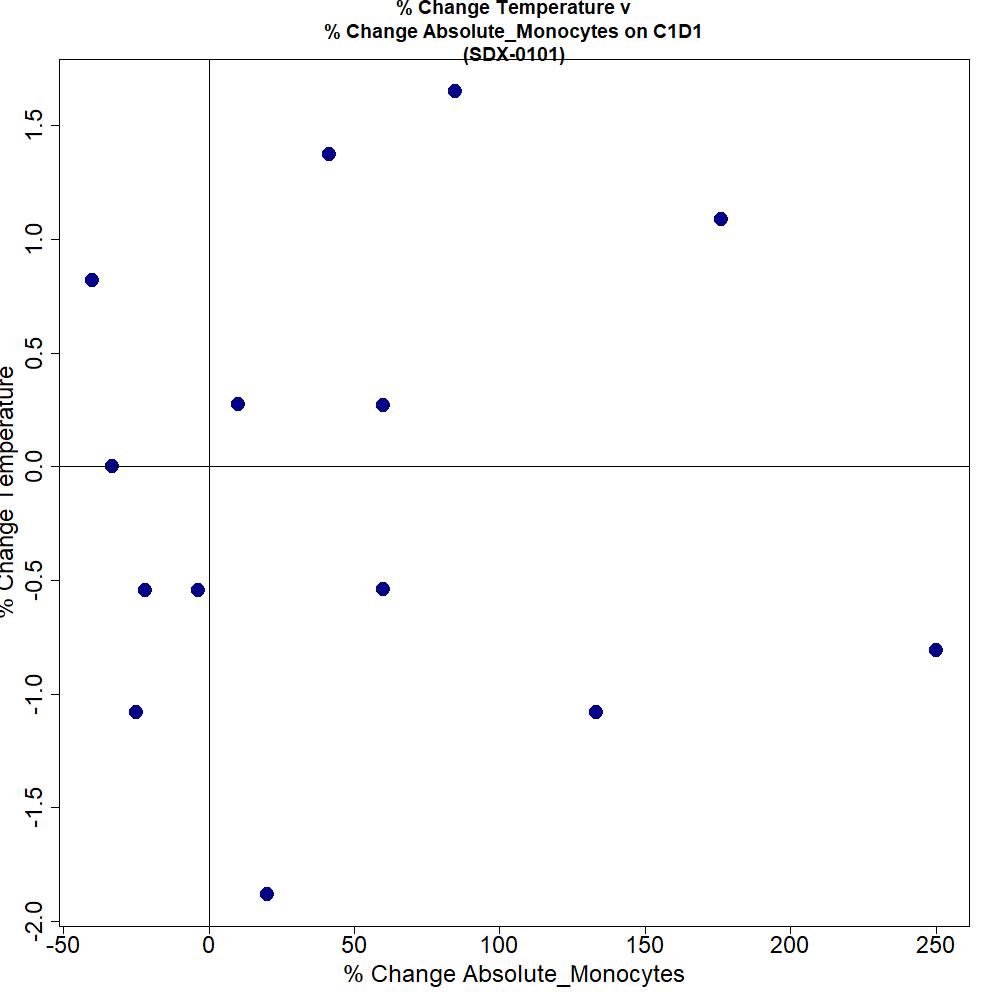 % Change Temperature v
% Change Absolute_Monocytes on C1D1
(SDX-0101)
% Change Temperature
1.5
1.0
0.5
0.0
-0.5
-1.0
-1.5
-2.0
-50 0 50 100 150 200 250
% Change Absolute_Monocytes